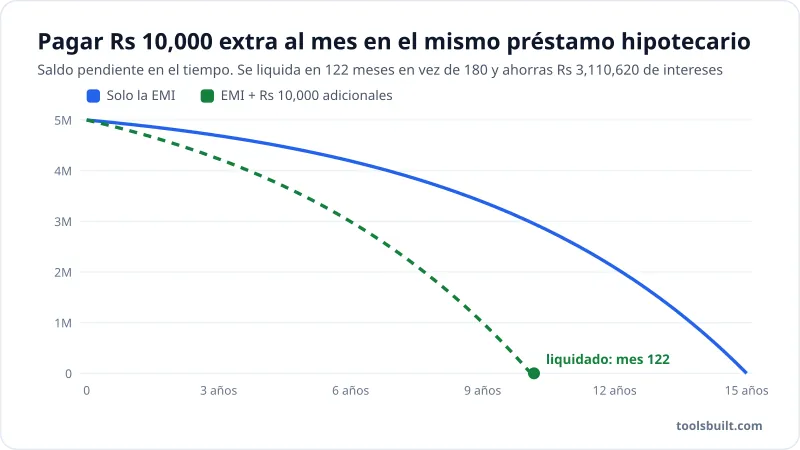 Pagar Rs 10,000 extra al mes en el mismo préstamo hipotecario
Saldo pendiente en el tiempo. Se liquida en 122 meses en vez de 180 y ahorras Rs 3,110,620 de intereses
Solo la EMI
EMI + Rs 10,000 adicionales
5M
4M
3M
2M
1M
0
liquidado: mes 122
0
3 años
6 años
9 años
12 años
15 años
toolsbuilt.com